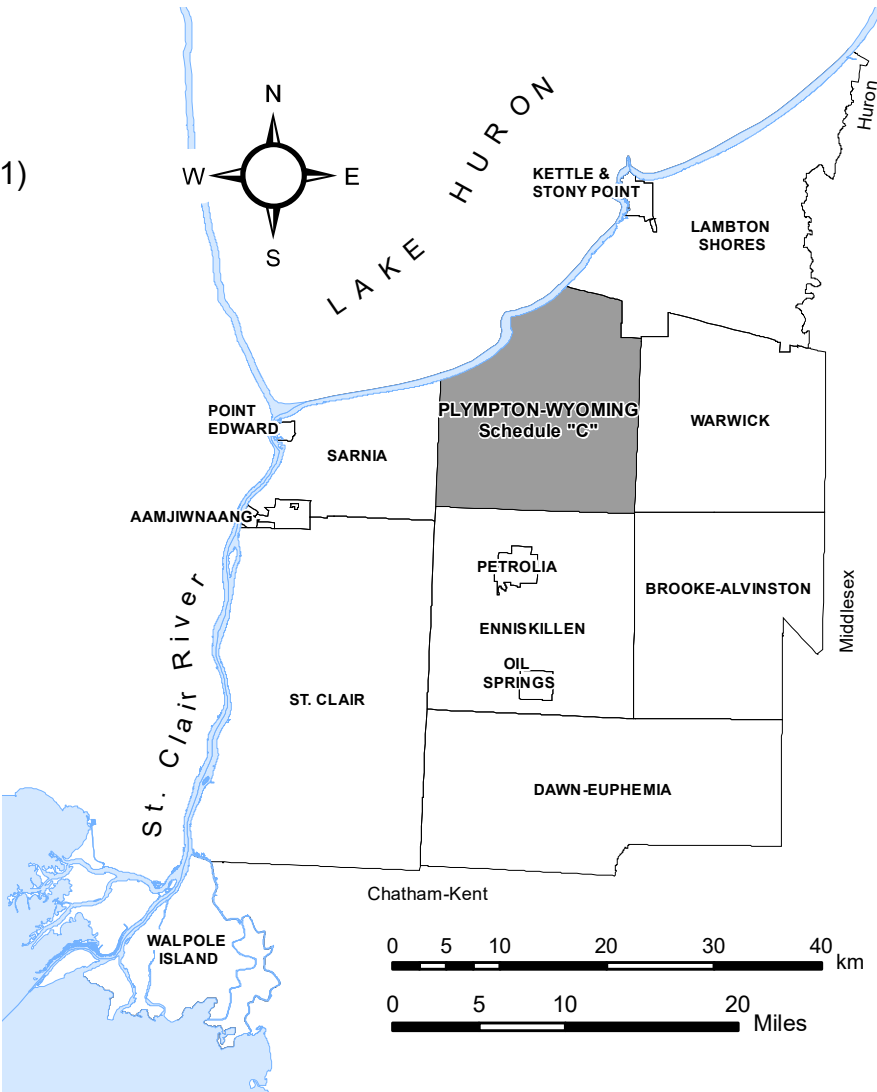 1)
N
W
E
S
LAKE HURON
Huron
KETTLE &
STONY POINT
LAMBTON
SHORES
POINT
EDWARD
PLYMPTON-WYOMING
Schedule "C"
WARWICK
SARNIA
AAMJIWNAANG
PETROLIA
BROOKE-ALVINSTON
Middlesex
ENNISKILLEN
OIL
SPRINGS
St. Clair River
ST. CLAIR
DAWN-EUPHEMIA
Chatham-Kent
WALPOLE
ISLAND
0 5 10 20 30 40
km
0 5 10 20
Miles